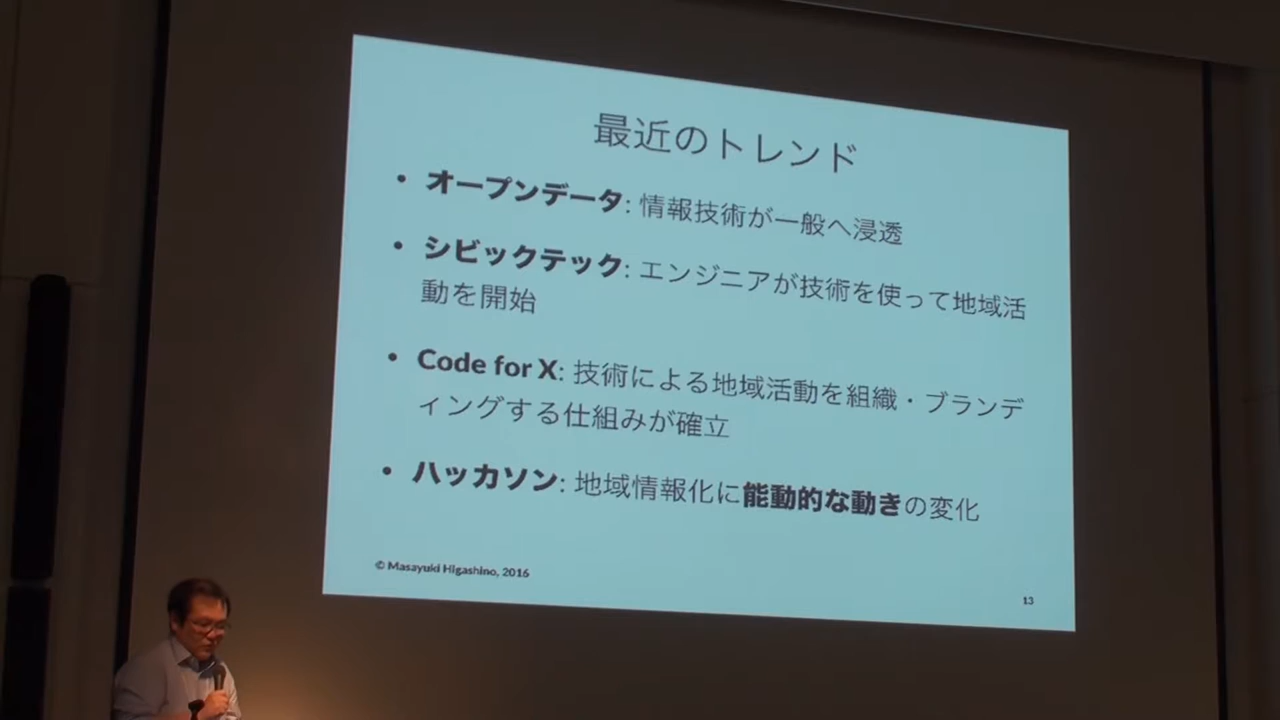 最近のトレンド
• オープンデータ: 情報技術が一般へ浸透
• シビックテック: エンジニアが技術を使って地域活
動を開始
• Code for X: 技術による地域活動を組織・ブランデ
ィングする仕組みが確立
• ハッカソン: 地域情報化に能動的な動きの変化
© Masayuki Higashino, 2016
13